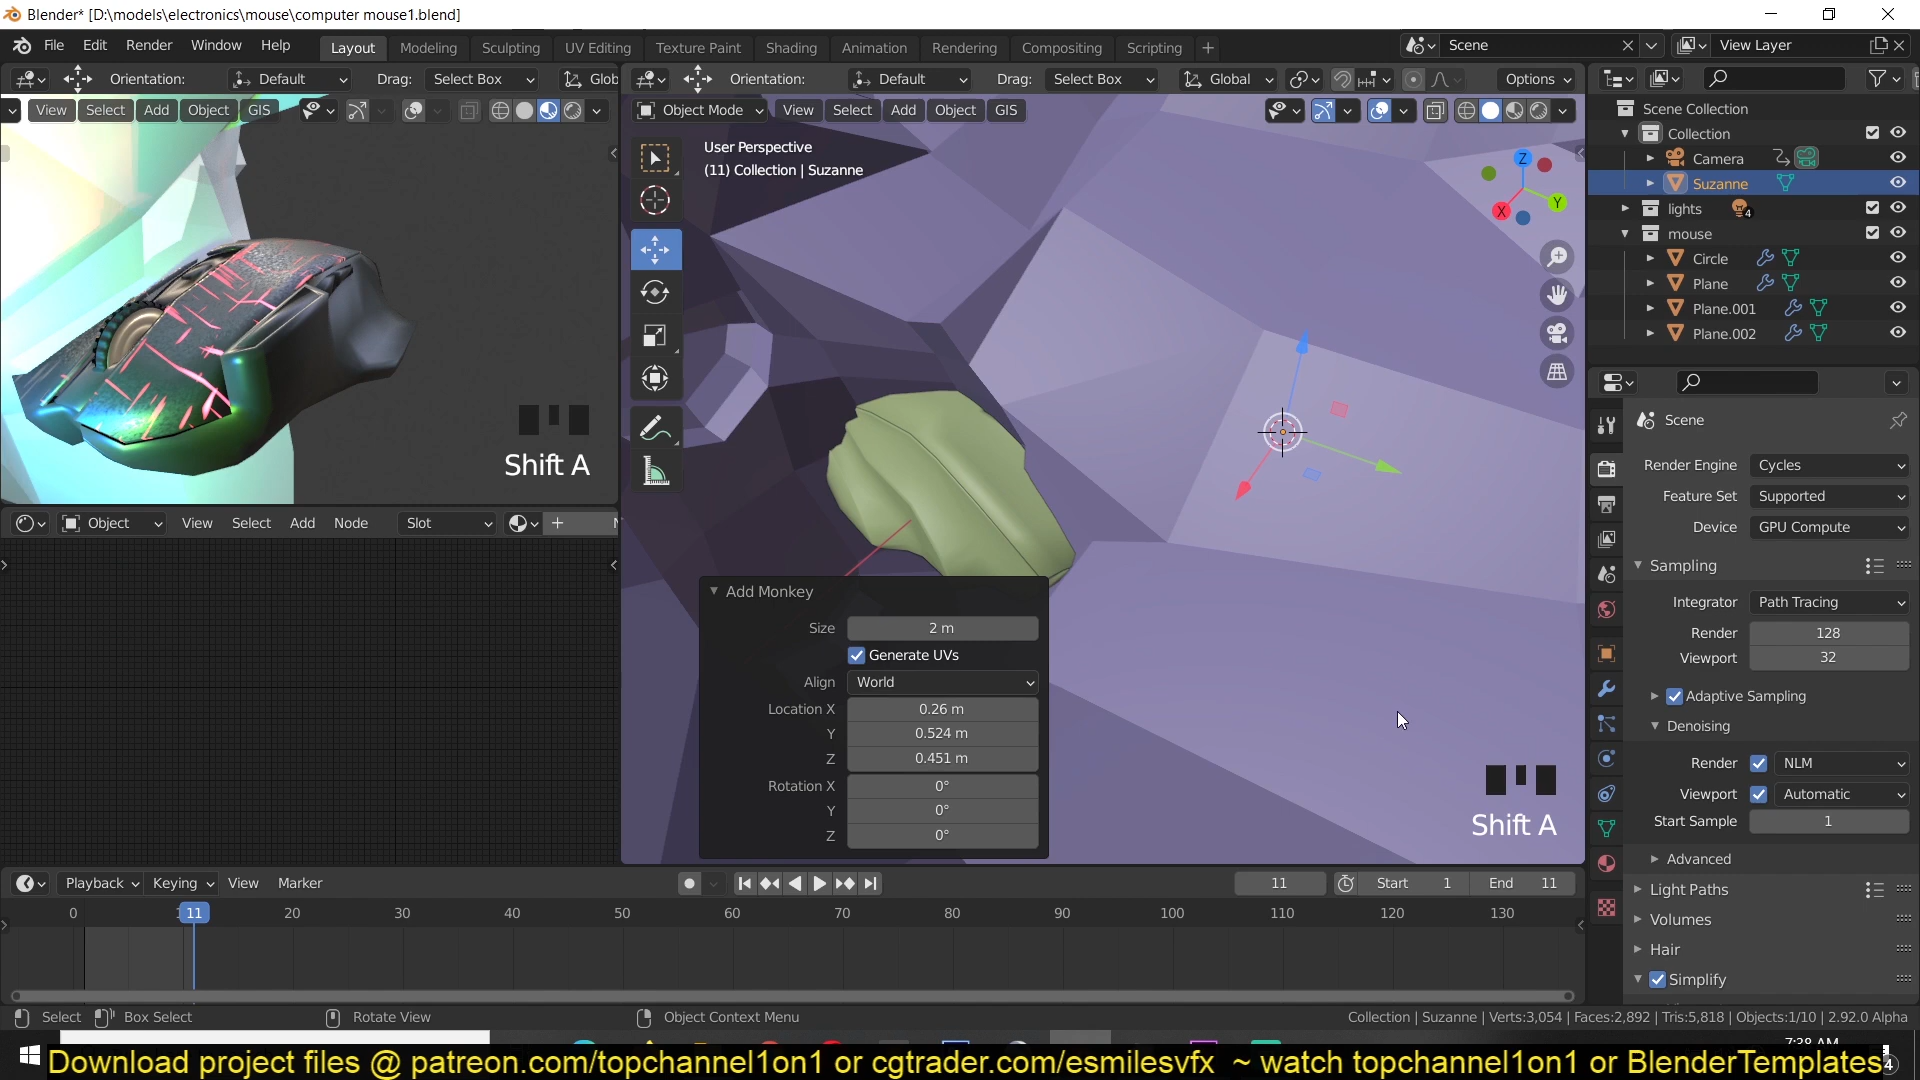 Blender* [D:\models\electronics\mouse\computer mouse1.blend]
File Edit Render Window Help Layout Modeling Sculpting UV Editing Texture Paint Shading Animation Rendering Compositing Scripting + Scene View Layer
Orientation: Default Drag: Select Box Glob Orientation: Default Drag: Select Box Global Options
View Select Add Object GIS Object Mode View Select Add Object GIS
User Perspective
(11) Collection | Suzanne
Z
Y
X
Scene Collection
Collection
Camera
Suzanne
lights 4
mouse
Circle
Plane
Plane.001
Plane.002
Shift A
Object View Select Add Node Slot +
Add Monkey
Size 2 m
Generate UVs
Align World
Location X 0.26 m
Y 0.524 m
Z 0.451 m
Rotation X 0°
Y 0°
Z 0°
Shift A
Scene
Render Engine Cycles
Feature Set Supported
Device GPU Compute
Sampling
Integrator Path Tracing
Render 128
Viewport 32
Adaptive Sampling
Denoising
Render NLM
Viewport Automatic
Start Sample 1
Advanced
Light Paths
Volumes
Hair
Simplify
Playback Keying View Marker 11 Start 1 End 11
0 11 20 30 40 50 60 70 80 90 100 110 120 130
Select Box Select Rotate View Object Context Menu Collection | Suzanne | Verts:3,054 | Faces:2,892 | Tris:5,818 | Objects:1/10 | 2.92.0 Alpha
7:38 AM
Download project files @ patreon.com/topchannel1on1 or cgtrader.com/esmilesvfx ~ watch topchannel1on1 or BlenderTemplates
4